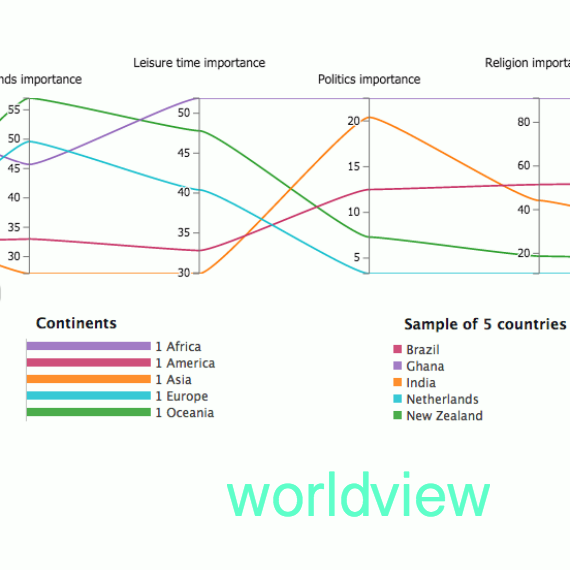 Leisure time importance
Religion importa
nds importance
Politics importance
55
50
45
40
35
30
50
45
40
35
30
20
15
10
5
80
60
40
20
Continents
1 Africa
1 America
1 Asia
1 Europe
1 Oceania
Sample of 5 countries
Brazil
Ghana
India
Netherlands
New Zealand
worldview